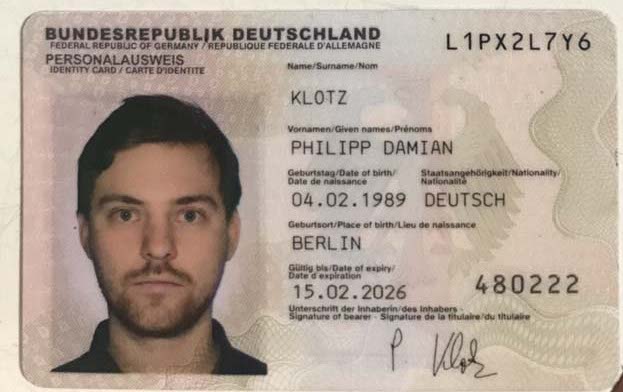 BUNDESREPUBLIK DEUTSCHLAND
FEDERAL REPUBLIC OF GERMANY / REPUBLIQUE FEDERALE D'ALLEMAGNE
PERSONALAUSWEIS
IDENTITY CARD / CARTE D'IDENTITE
L1PX2L7Y6
Name/Surname/Nom
KLOTZ
Vornamen/Given names/Prénoms
PHILIPP DAMIAN
Geburtstag/Date of birth/
Date de naissance
Staatsangehörigkeit/Nationality/
Nationalité
04.02.1989 DEUTSCH
Geburtsort/Place of birth/Lieu de naissance
BERLIN
Gültig bis/Date of expiry/
Date d'expiration
15.02.2026
480222
Unterschrift der Inhaberin/des Inhabers -
Signature of bearer - Signature de la titulaire/du titulaire
P Klotz